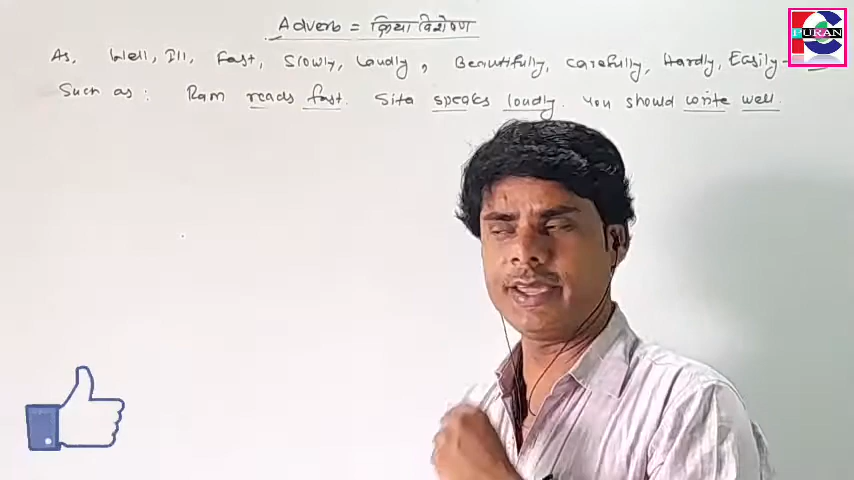 Adverb = क्रिया विशेषण
As, Well, Ill, Fast, Slowly, Loudly, Beautifully, Carefully, Hardly, Easily-
Such as : Ram reads fast. Sita speaks loudly. You should write well.
PURAN